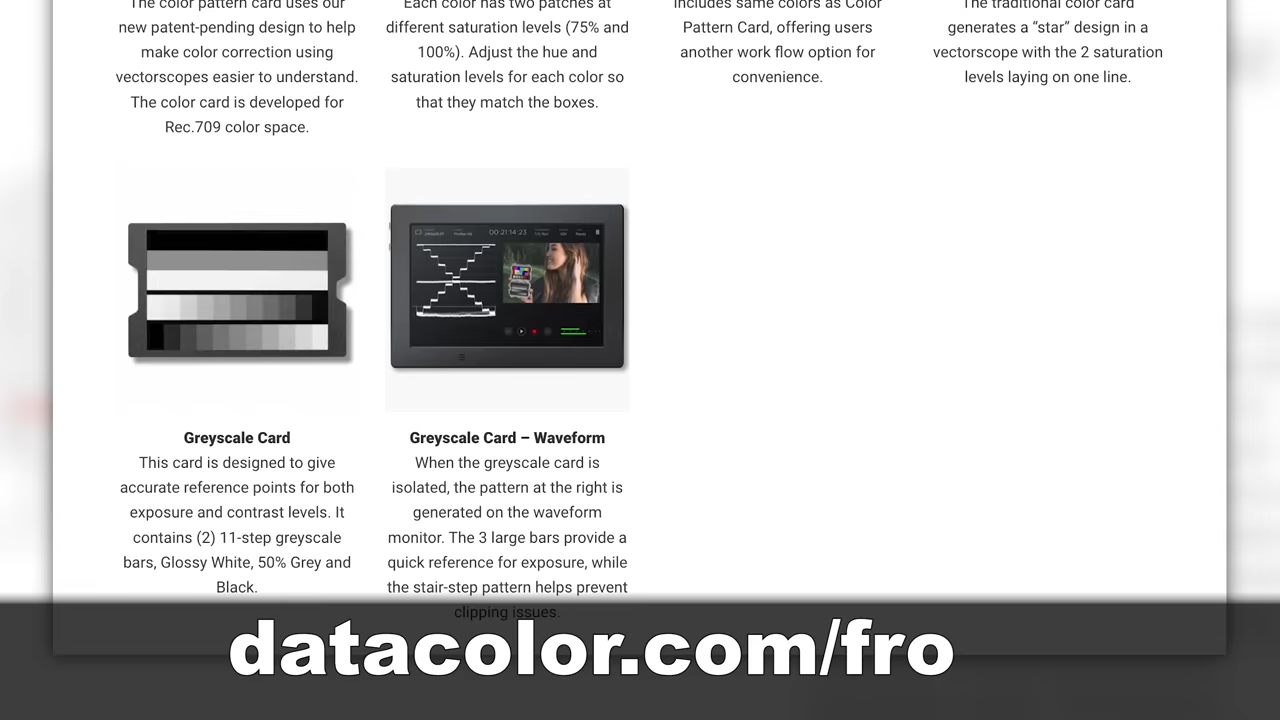 The color pattern card uses our
new patent-pending design to help
make color correction using
vectorscopes easier to understand.
The color card is developed for
Rec.709 color space.
Each color has two patches at
different saturation levels (75% and
100%). Adjust the hue and
saturation levels for each color so
that they match the boxes.
Includes same colors as Color
Pattern Card, offering users
another work flow option for
convenience.
The traditional color card
generates a “star” design in a
vectorscope with the 2 saturation
levels laying on one line.
00:21:14:23
Greyscale Card
This card is designed to give
accurate reference points for both
exposure and contrast levels. It
contains (2) 11-step greyscale
bars, Glossy White, 50% Grey and
Black.
Greyscale Card – Waveform
When the greyscale card is
isolated, the pattern at the right is
generated on the waveform
monitor. The 3 large bars provide a
quick reference for exposure, while
the stair-step pattern helps prevent
clipping issues.
datacolor.com/fro